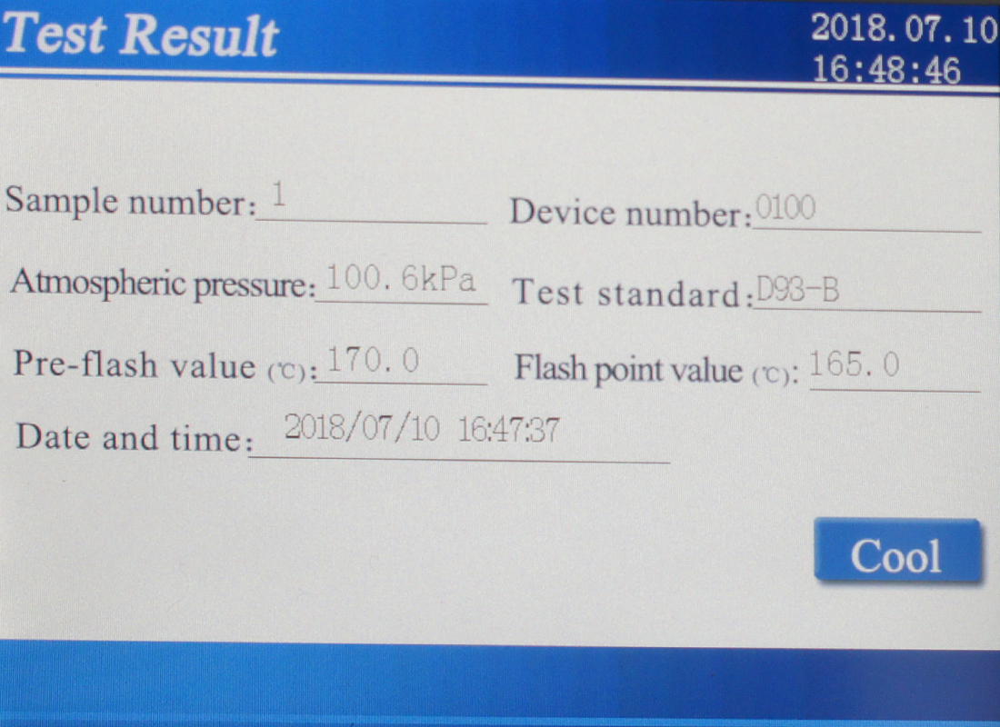 Test Result
2018.07.10
16:48:46
Sample number: 1
Device number: 0100
Atmospheric pressure: 100.6kPa
Test standard: D93-B
Pre-flash value (℃): 170.0
Flash point value (℃): 165.0
Date and time: 2018/07/10 16:47:37
Cool